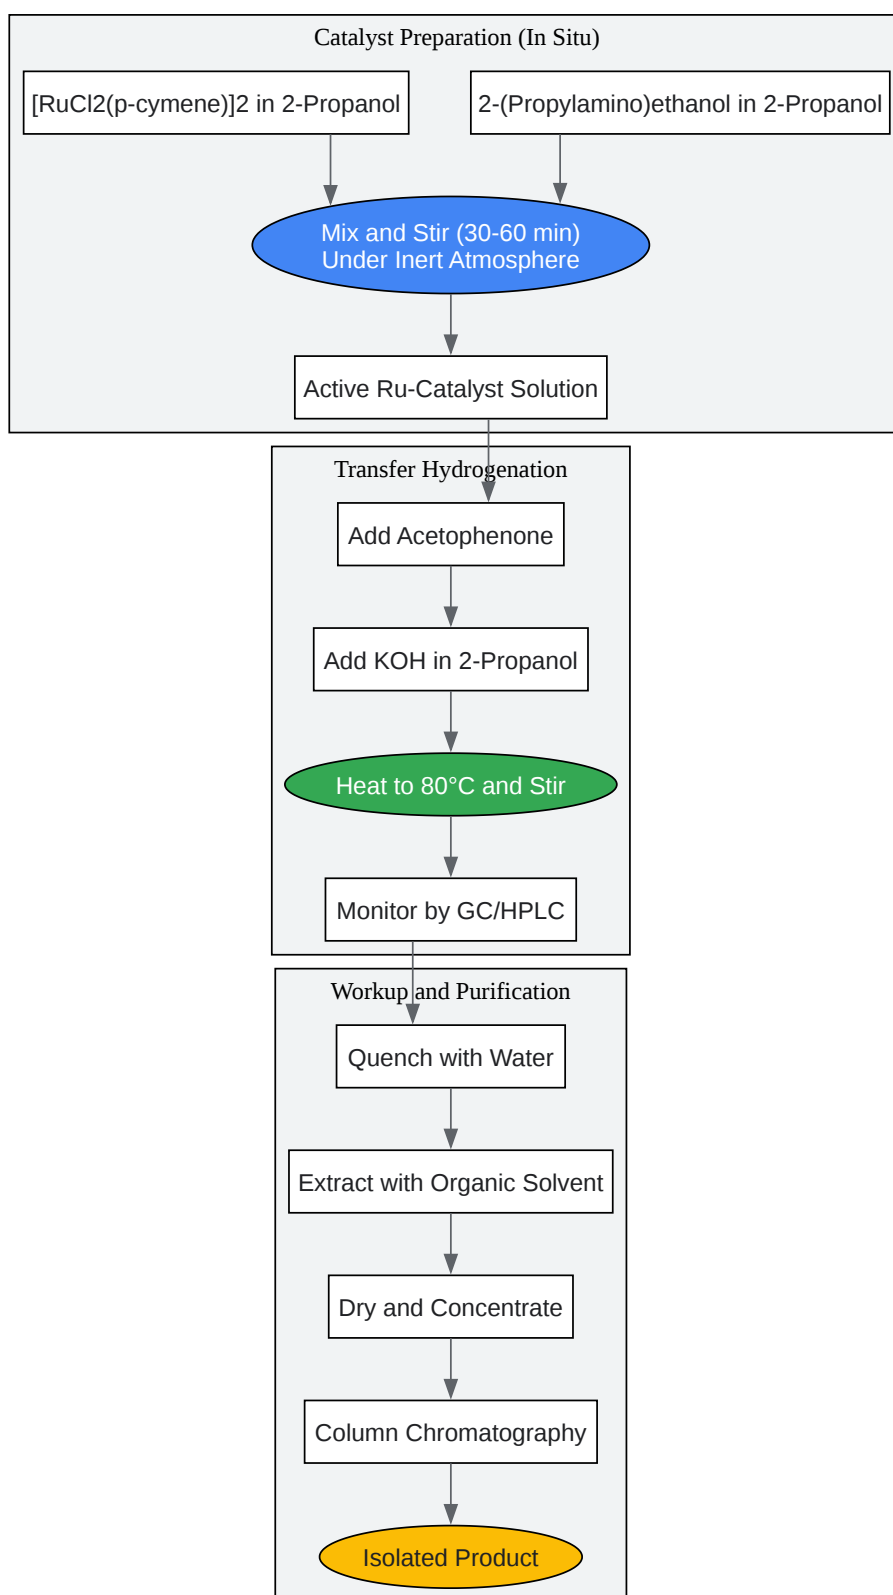 Catalyst Preparation (In Situ)
[RuCl2(p-cymene)]2 in 2-Propanol
2-(Propylamino)ethanol in 2-Propanol
Mix and Stir (30-60 min)
Under Inert Atmosphere
Active Ru-Catalyst Solution
Transfer Hydrogenation
Add Acetophenone
Add KOH in 2-Propanol
Heat to 80°C and Stir
Monitor by GC/HPLC
Workup and Purification
Quench with Water
Extract with Organic Solvent
Dry and Concentrate
Column Chromatography
Isolated Product